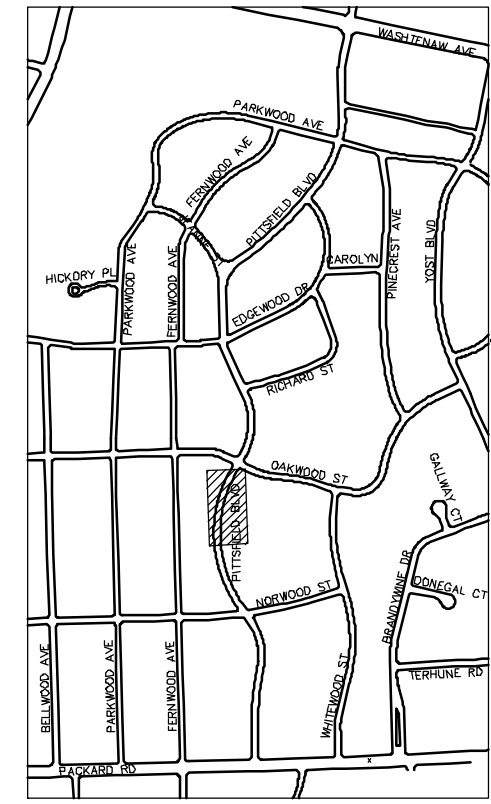 WASHTENAW AVE
PARKWOOD AVE
FERNWOOD AVE
PITTSFIELD BLVD
CAROLYN
PINECREST AVE
YOST BLVD
HICKORY PL
PARKWOOD AVE
FERNWOOD AVE
EDGEWOOD DR
RICHARD ST
OAKWOOD ST
GALLWAY CT
PITTSFIELD BLVD
BRANDYWINE DR
DONEGAL CT
NORWOOD ST
BELLWOOD AVE
PARKWOOD AVE
FERNWOOD AVE
WHITEWOOD ST
TERHUNE RD
PACKARD RD